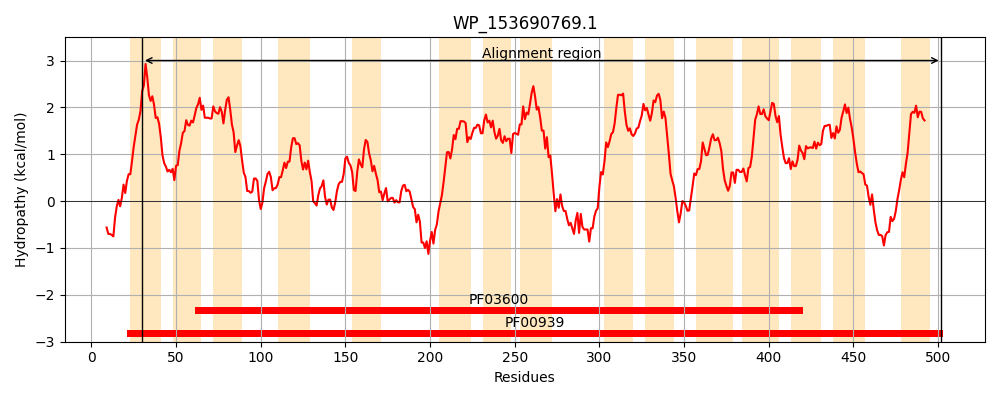 WP_153690769.1
Alignment region
3
2
1
0
−1
−2
−3
Hydropathy (kcal/mol)
PF03600
PF00939
0 50 100 150 200 250 300 350 400 450 500
Residues